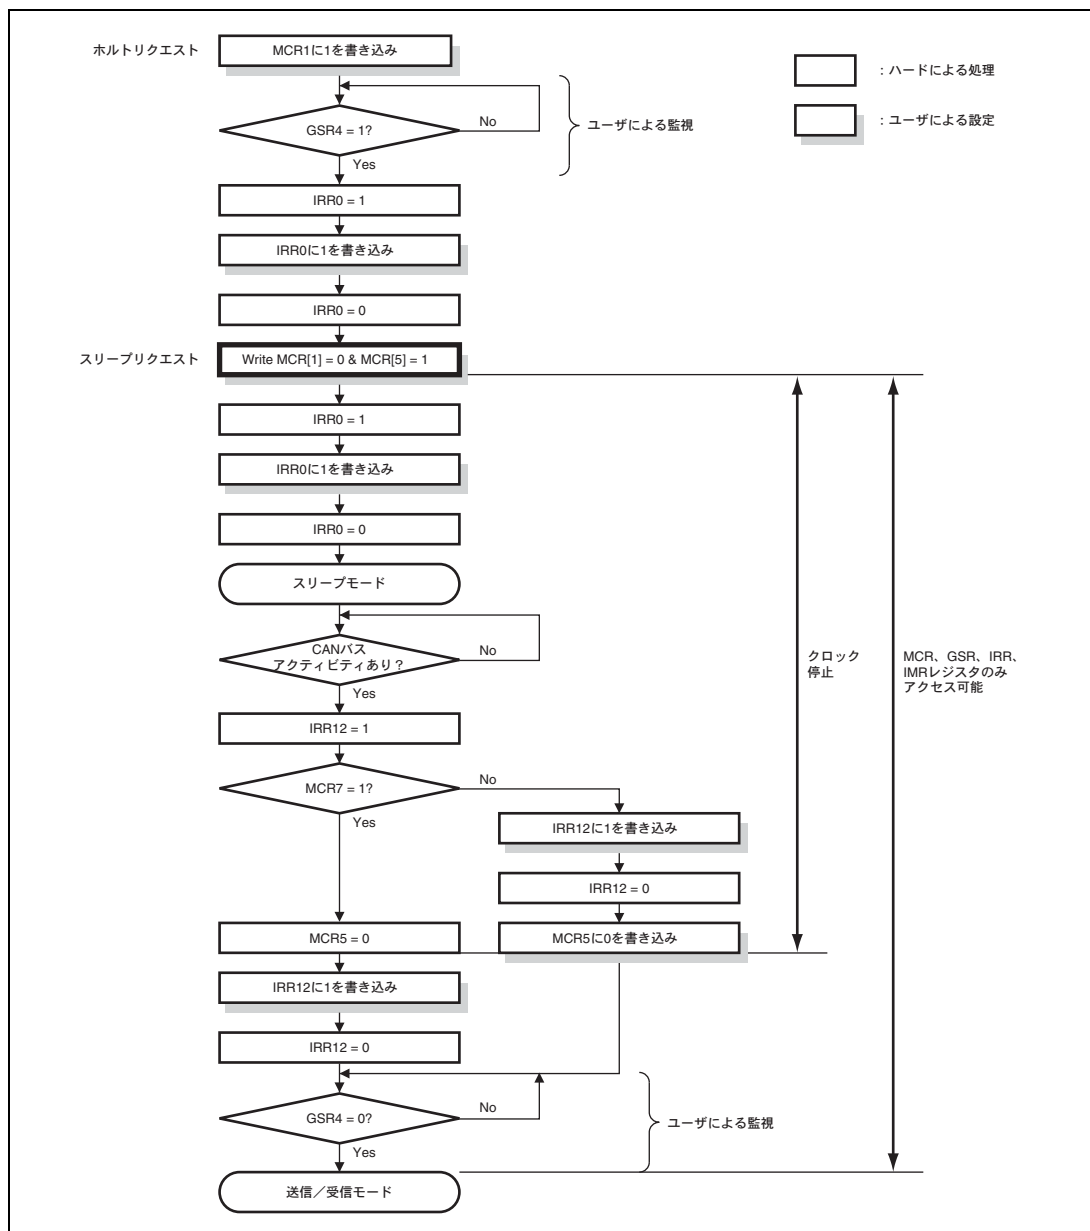 ホルトリクエスト
MCR1に1を書き込み
：ハードによる処理
：ユーザによる設定
GSR4 = 1?
No
ユーザによる監視
Yes
IRR0 = 1
IRR0に1を書き込み
IRR0 = 0
スリープリクエスト
Write MCR[1] = 0 & MCR[5] = 1
IRR0 = 1
IRR0に1を書き込み
IRR0 = 0
スリープモード
CANバス
アクティビティあり？
No
Yes
クロック
停止
MCR、GSR、IRR、
IMRレジスタのみ
アクセス可能
IRR12 = 1
MCR7 = 1?
No
Yes
IRR12に1を書き込み
IRR12 = 0
MCR5 = 0
MCR5に0を書き込み
IRR12に1を書き込み
IRR12 = 0
GSR4 = 0?
No
ユーザによる監視
Yes
送信／受信モード